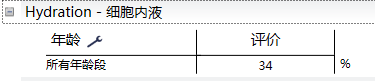 Hydration - 细胞内液
年龄 评价
所有年龄段 34 %